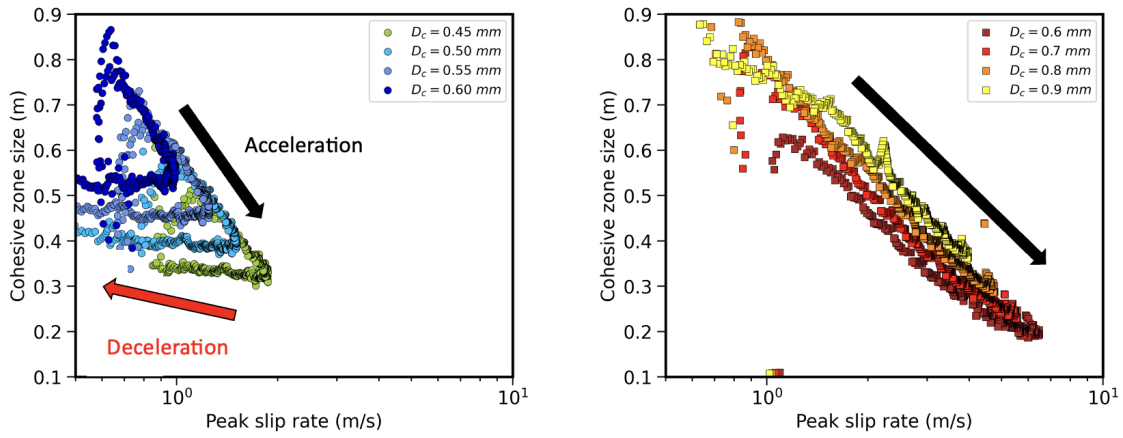 0.9
0.8
0.7
0.6
0.5
0.4
0.3
0.2
0.1
Cohesive zone size (m)
D_c = 0.45 mm
D_c = 0.50 mm
D_c = 0.55 mm
D_c = 0.60 mm
Acceleration
Deceleration
10^0
10^1
Peak slip rate (m/s)
0.9
0.8
0.7
0.6
0.5
0.4
0.3
0.2
0.1
Cohesive zone size (m)
D_c = 0.6 mm
D_c = 0.7 mm
D_c = 0.8 mm
D_c = 0.9 mm
10^0
10^1
Peak slip rate (m/s)